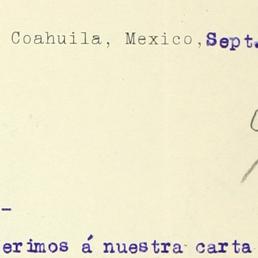 Coahuila, Mexico, Sept.
-
erimos á nuestra carta